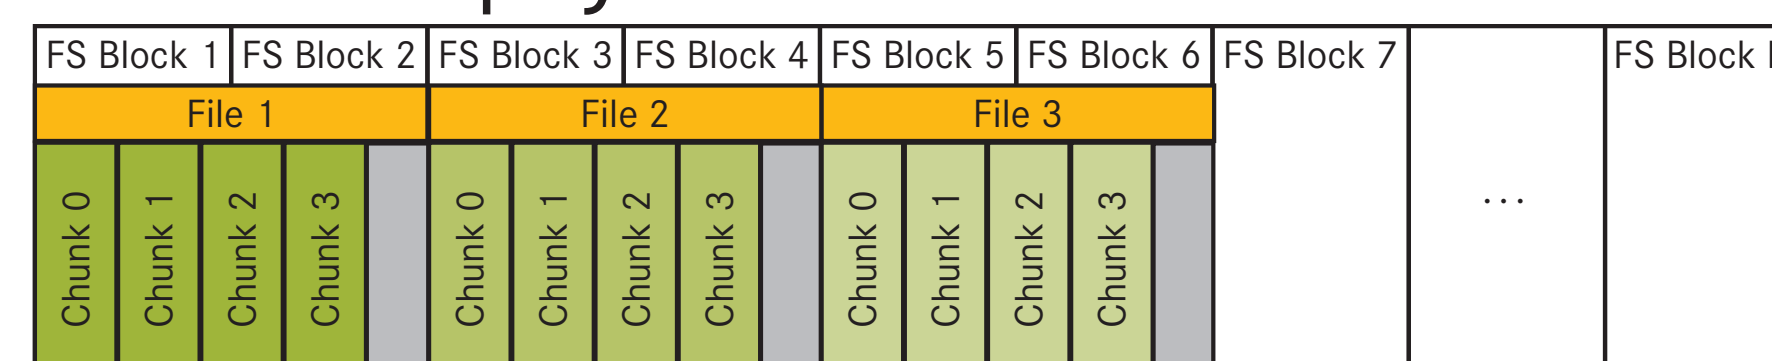 FS Block 1 FS Block 2 FS Block 3 FS Block 4 FS Block 5 FS Block 6 FS Block 7 FS Block
File 1 File 2 File 3
Chunk 0 Chunk 1 Chunk 2 Chunk 3 Chunk 0 Chunk 1 Chunk 2 Chunk 3 Chunk 0 Chunk 1 Chunk 2 Chunk 3 ...